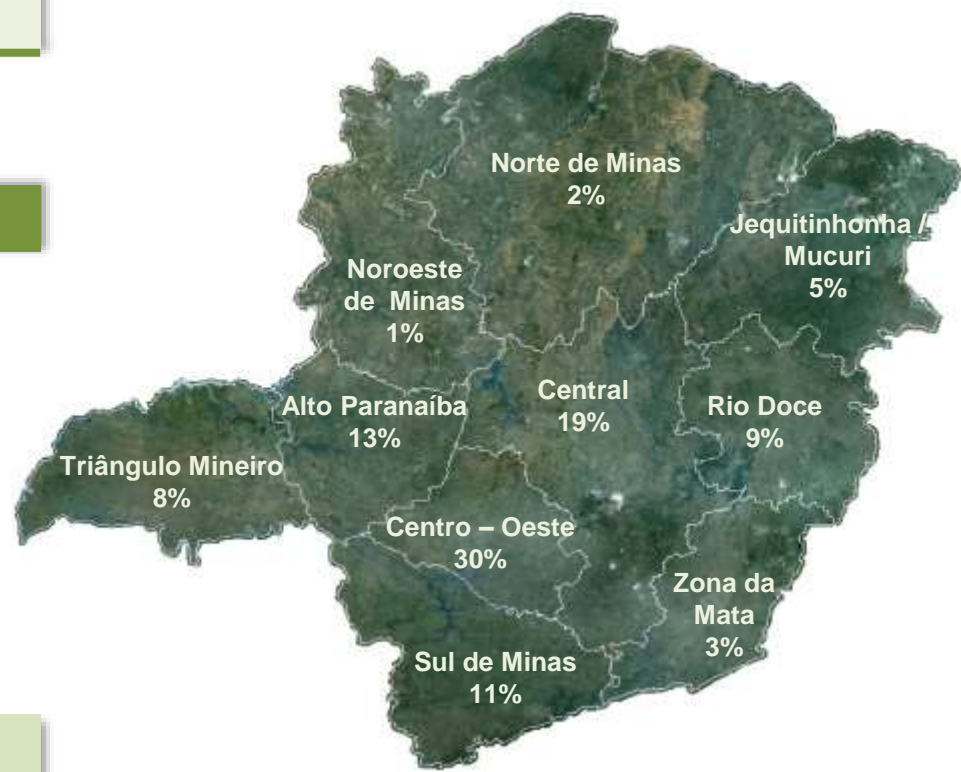 Norte de Minas
2%
Jequitinhonha /
Mucuri
5%
Noroeste
de Minas
1%
Central
19%
Alto Paranaíba
13%
Rio Doce
9%
Triângulo Mineiro
8%
Centro – Oeste
30%
Zona da
Mata
3%
Sul de Minas
11%